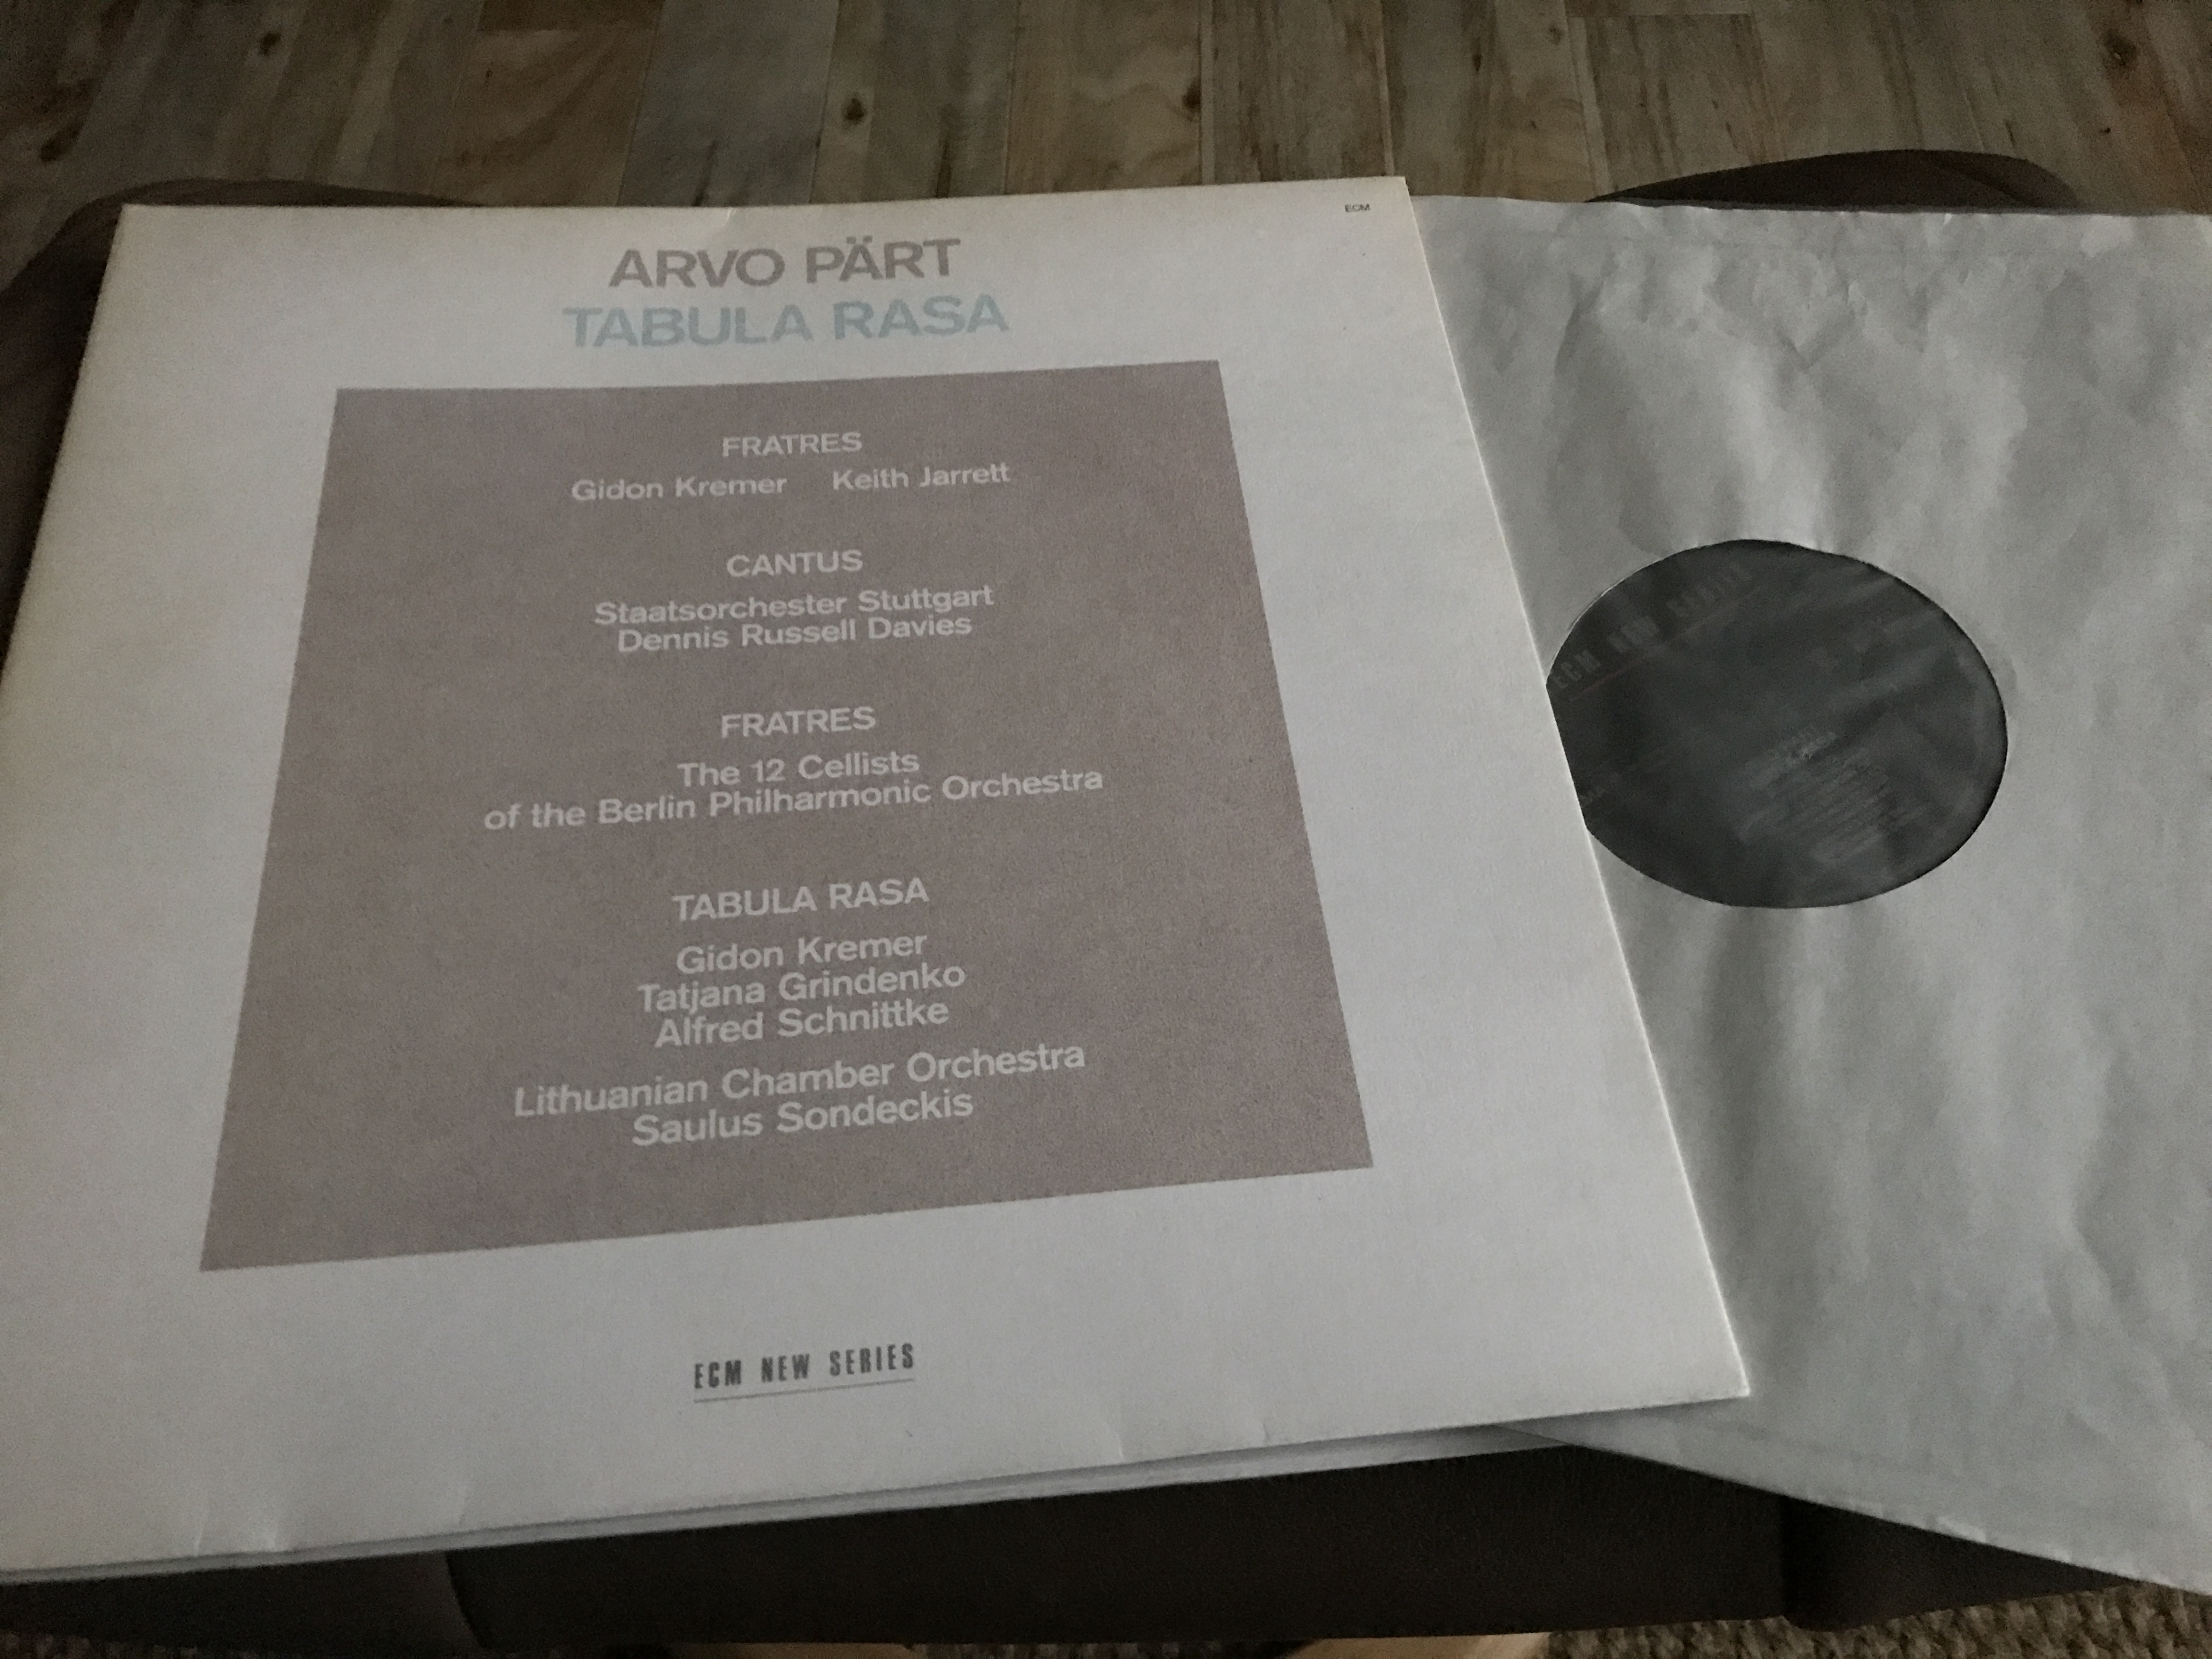 ECM
ARVO PÄRT
TABULA RASA
FRATRES
Gidon Kremer Keith Jarrett
CANTUS
Staatsorchester Stuttgart
Dennis Russell Davies
FRATRES
The 12 Cellists
of the Berlin Philharmonic Orchestra
TABULA RASA
Gidon Kremer
Tatjana Grindenko
Alfred Schnittke
Lithuanian Chamber Orchestra
Saulus Sondeckis
ECM NEW SERIES
ECM NEW SERIES